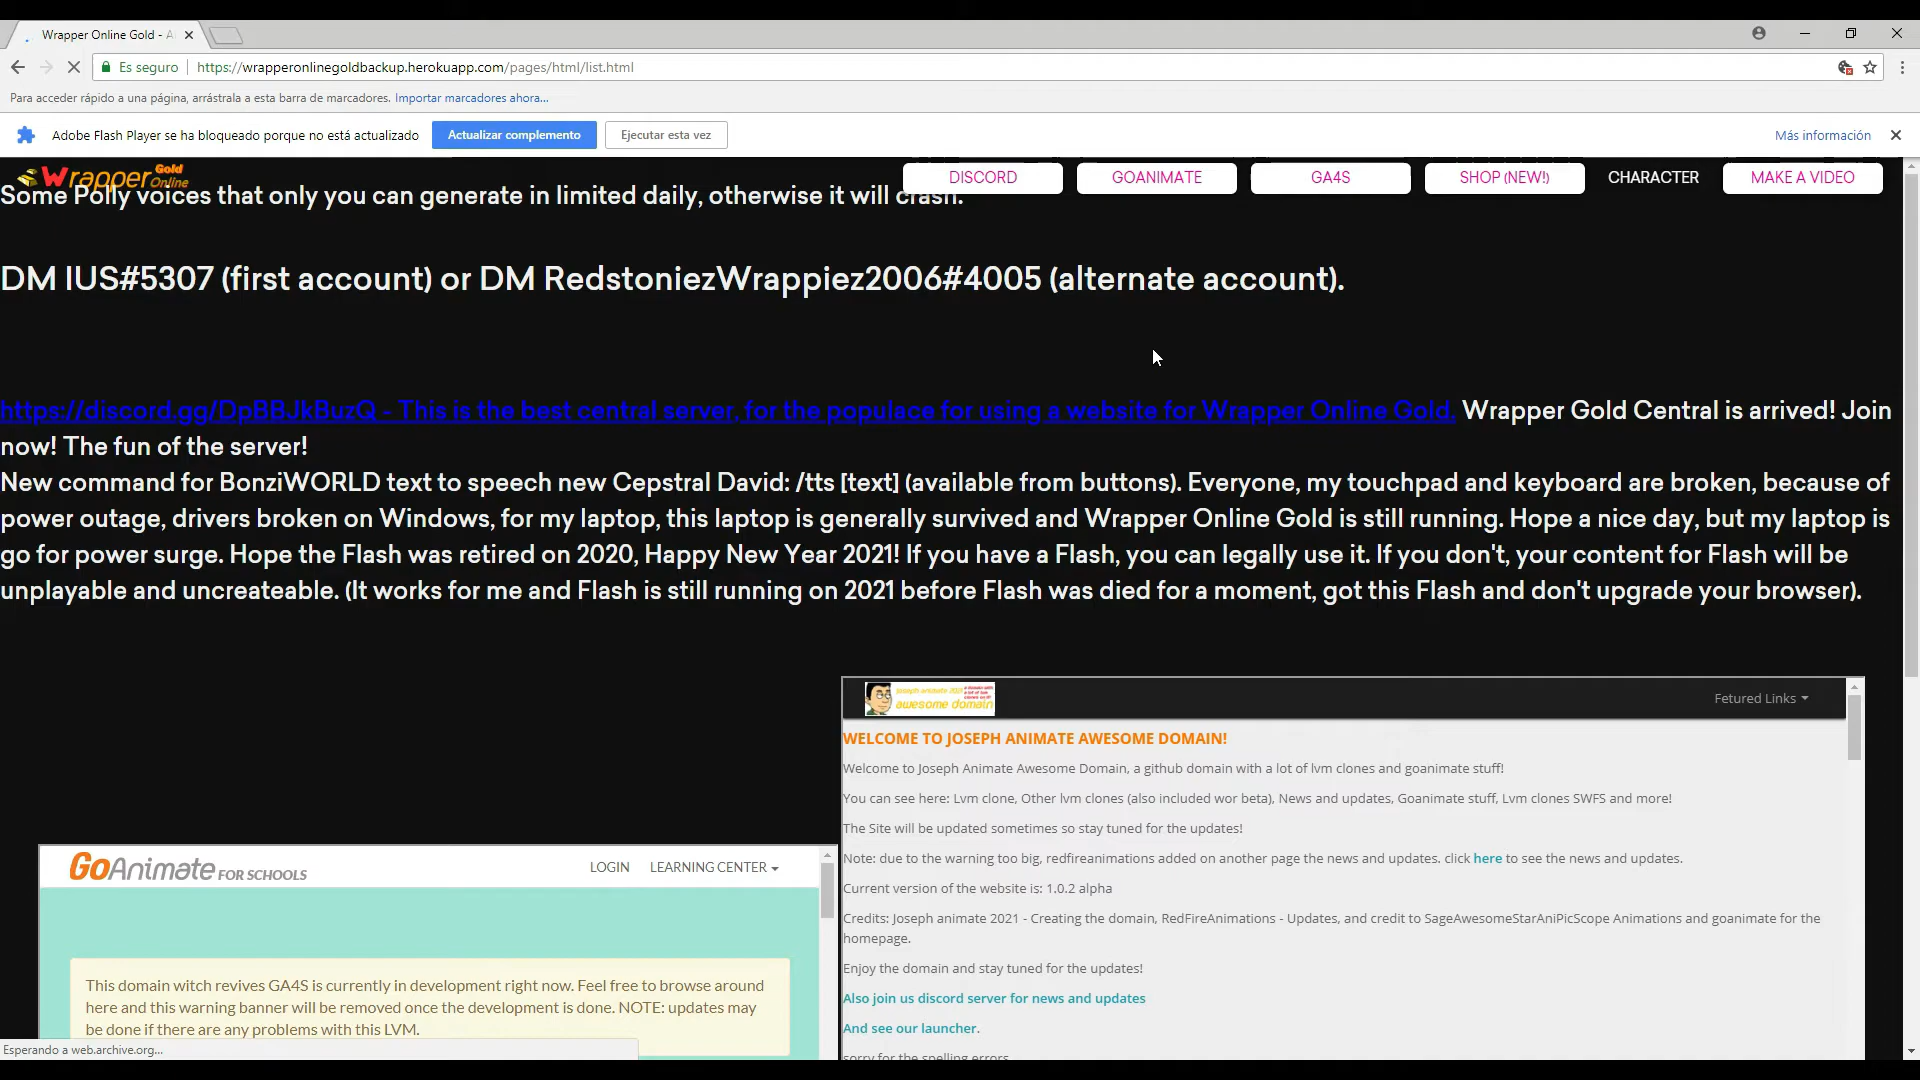 Wrapper Online Gold - A
Es seguro
https://wrapperonlinegoldbackup.herokuapp.com/pages/html/list.html
Para acceder rápido a una página, arrástrala a esta barra de marcadores. Importar marcadores ahora...
Adobe Flash Player se ha bloqueado porque no está actualizado
Actualizar complemento
Ejecutar esta vez
Más información
Wrapper Gold Online
DISCORD
GOANIMATE
GA4S
SHOP (NEW!)
CHARACTER
MAKE A VIDEO
Some Polly voices that only you can generate in limited daily, otherwise it will crash.
DM IUS#5307 (first account) or DM RedstoniezWrappiez2006#4005 (alternate account).
https://discord.gg/DpBBJkBuzQ - This is the best central server, for the populace for using a website for Wrapper Online Gold. Wrapper Gold Central is arrived! Join
now! The fun of the server!
New command for BonziWORLD text to speech new Cepstral David: /tts [text] (available from buttons). Everyone, my touchpad and keyboard are broken, because of
power outage, drivers broken on Windows, for my laptop, this laptop is generally survived and Wrapper Online Gold is still running. Hope a nice day, but my laptop is
go for power surge. Hope the Flash was retired on 2020, Happy New Year 2021! If you have a Flash, you can legally use it. If you don't, your content for Flash will be
unplayable and uncreateable. (It works for me and Flash is still running on 2021 before Flash was died for a moment, got this Flash and don't upgrade your browser).
joseph animate 2021
awesome domain
Fetured Links
WELCOME TO JOSEPH ANIMATE AWESOME DOMAIN!
Welcome to Joseph Animate Awesome Domain, a github domain with a lot of lvm clones and goanimate stuff!
You can see here: Lvm clone, Other lvm clones (also included wor beta), News and updates, Goanimate stuff, Lvm clones SWFS and more!
The Site will be updated sometimes so stay tuned for the updates!
Note: due to the warning too big, redfireanimations added on another page the news and updates. click here to see the news and updates.
Current version of the website is: 1.0.2 alpha
Credits: Joseph animate 2021 - Creating the domain, RedFireAnimations - Updates, and credit to SageAwesomeStarAniPicScope Animations and goanimate for the
homepage.
Enjoy the domain and stay tuned for the updates!
Also join us discord server for news and updates
And see our launcher.
sorry for the spelling errors
GoAnimate FOR SCHOOLS
LOGIN
LEARNING CENTER
This domain witch revives GA4S is currently in development right now. Feel free to browse around
here and this warning banner will be removed once the development is done. NOTE: updates may
be done if there are any problems with this LVM.
Esperando a web.archive.org...